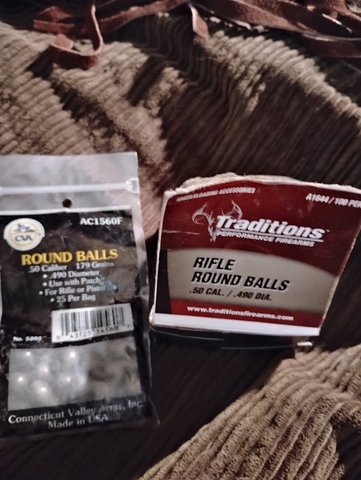 CVA
AC1560F
ROUND BALLS
.50 Caliber 179 Grains
• .490 Diameter
• Use with Patch
• For Rifle or Pistol
• 25 Per Bag
Connecticut Valley Arms, Inc.
Made in USA
MUZZLELOADING ACCESSORIES
A1644 / 100 PER
Traditions
PERFORMANCE FIREARMS
RIFLE
ROUND BALLS
.50 CAL. / .490 DIA.
www.traditionsfirearms.com